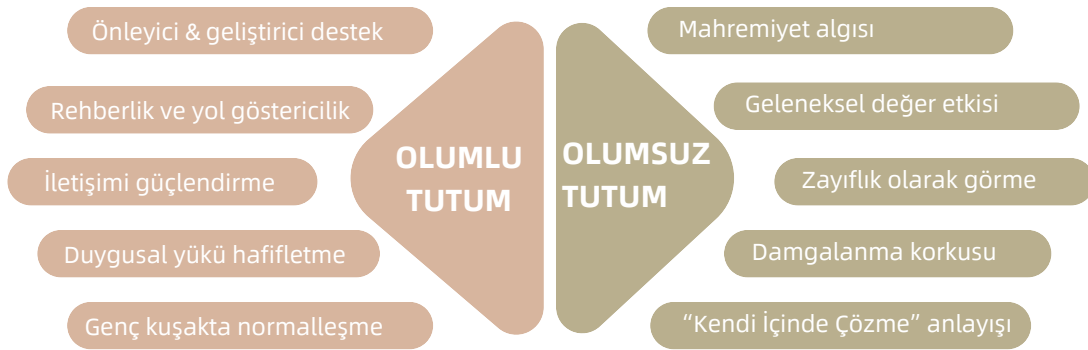 Önleyici & geliştirici destek
Rehberlik ve yol göstericilik
İletişimi güçlendirme
Duygusal yükü hafifletme
Genç kuşakta normalleşme
OLUMLU
TUTUM
OLUMSUZ
TUTUM
Mahremiyet algısı
Geleneksel değer etkisi
Zayıflık olarak görme
Damgalanma korkusu
“Kendi İçinde Çözme” anlayışı